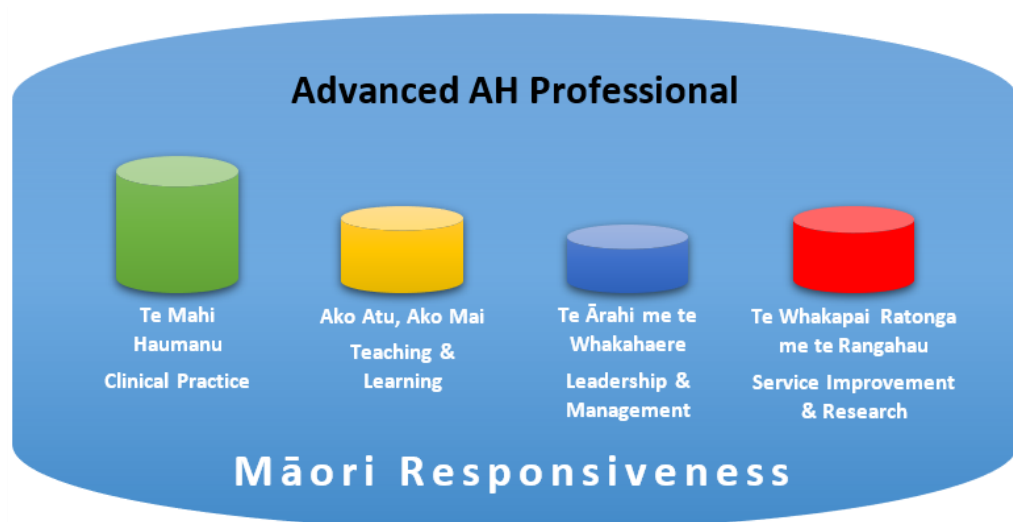 Advanced AH Professional
Te Mahi
Haumanu
Clinical Practice
Ako Atu, Ako Mai
Teaching &
Learning
Te Ārahi me te
Whakahaere
Leadership &
Management
Te Whakapai Ratonga
me te Rangahau
Service Improvement
& Research
Māori Responsiveness